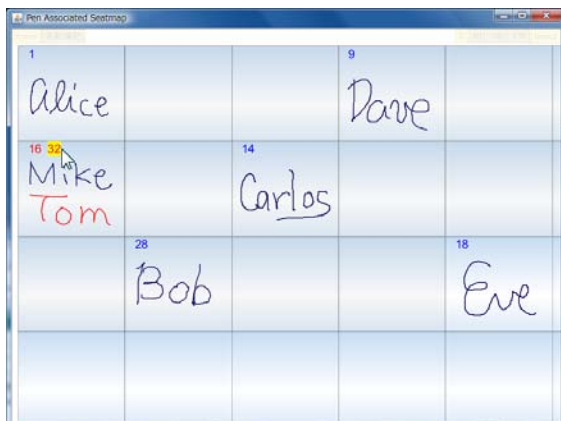 Pen Associated Seatmap
1
9
Alice
Dave
16 32
14
Mike
Carlos
Tom
28
18
Bob
Eve